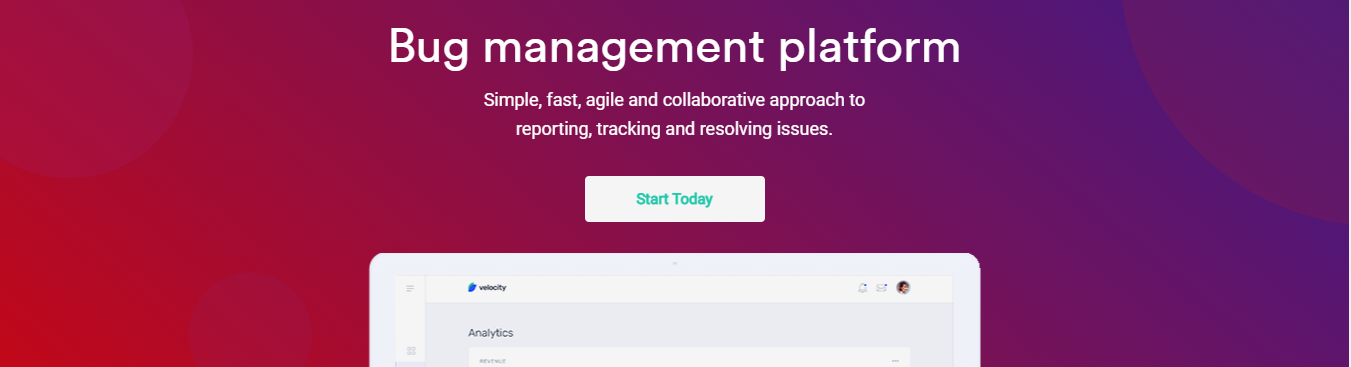 Bug management platform
Simple, fast, agile and collaborative approach to
reporting, tracking and resolving issues.
Start Today
velocity
Analytics
REVENUE